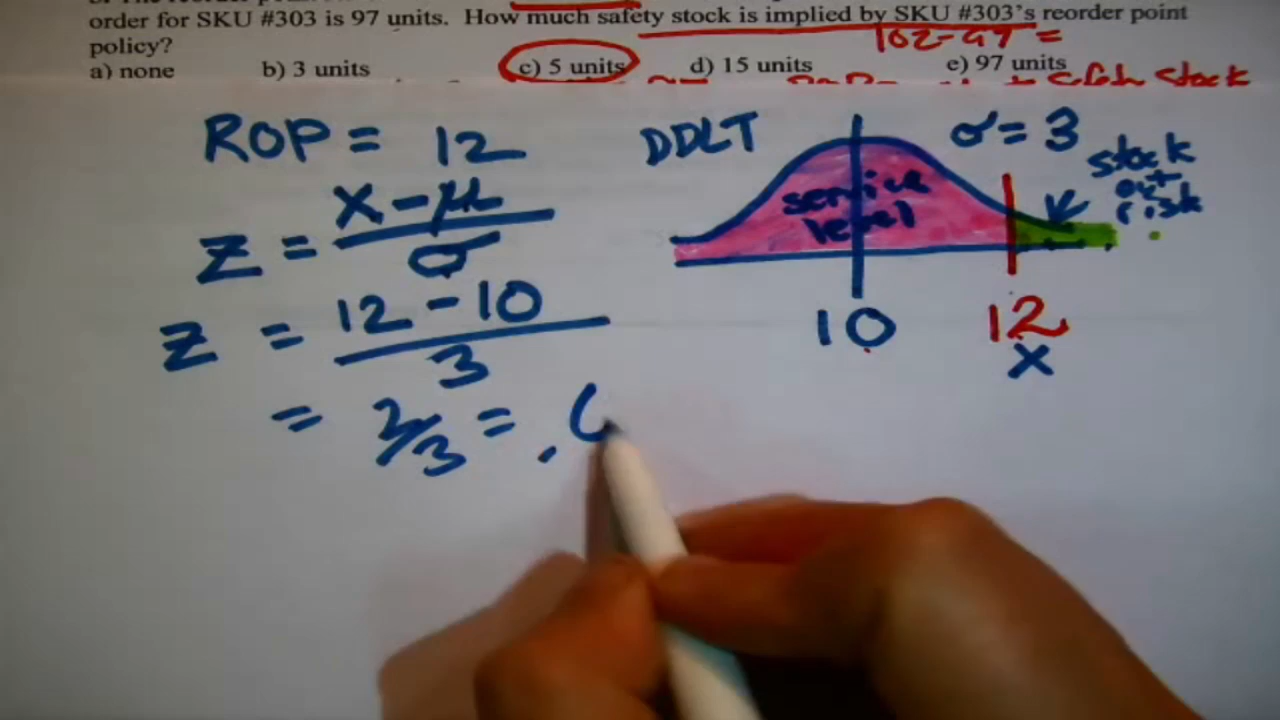 order for SKU #303 is 97 units. How much safety stock is implied by SKU #303's reorder point
policy?
102-97 =
a) none b) 3 units c) 5 units d) 15 units e) 97 units
stock
ROP = 12
DDLT
σ = 3
stock
out
risk
service
level
z = x - μ
σ
z = 12 - 10
3
10
12
x
= 2/3 = .6